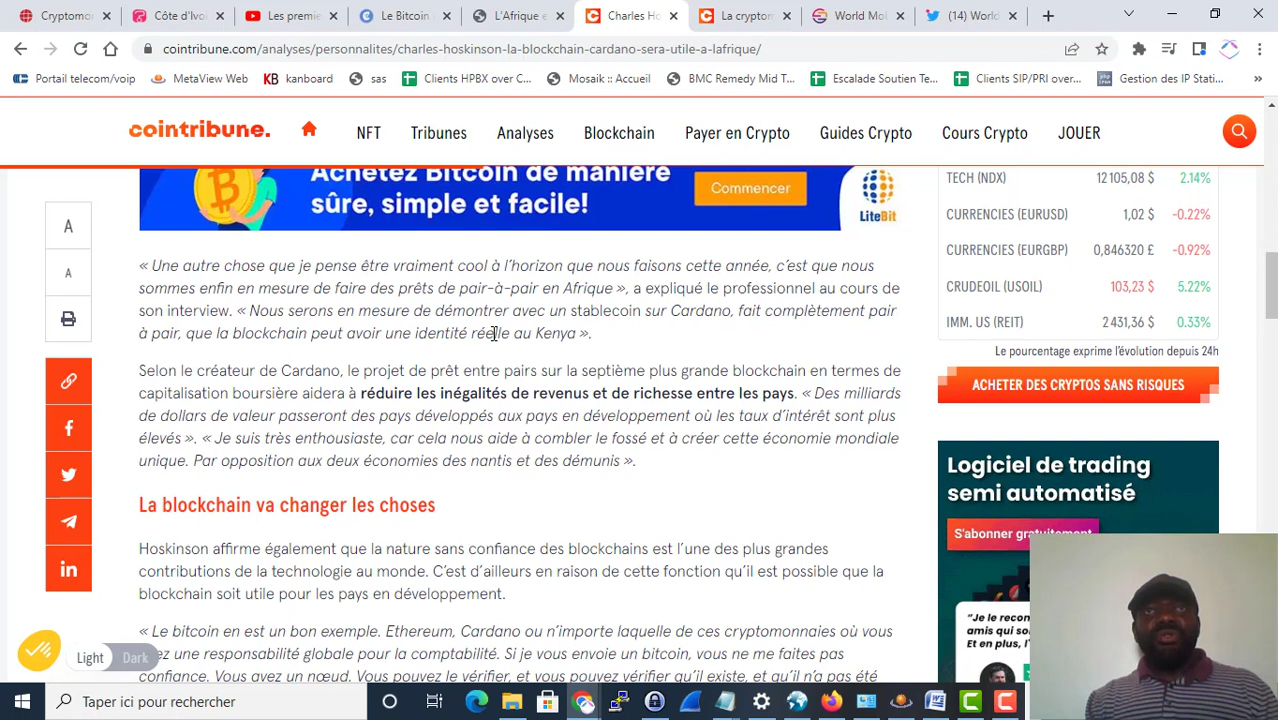 Cryptomo
Côte d'Ivo
Les premie
Le Bitcoin
L'Afrique e
Charles Ho
La cryptom
World Mo
(14) World
cointribune.com/analyses/personnalites/charles-hoskinson-la-blockchain-cardano-sera-utile-a-lafrique/
Portail telecom/voip
MetaView Web
KB kanboard
sas
Clients HPBX over C...
Mosaik :: Accueil
BMC Remedy Mid T...
Escalade Soutien Te...
Clients SIP/PRI over...
Gestion des IP Stati...
»
cointribune.
NFT
Tribunes
Analyses
Blockchain
Payer en Crypto
Guides Crypto
Cours Crypto
JOUER
Achetez Bitcoin de manière
sûre, simple et facile!
Commencer
LiteBit
A
A
« Une autre chose que je pense être vraiment cool à l'horizon que nous faisons cette année, c'est que nous
sommes enfin en mesure de faire des prêts de pair-à-pair en Afrique », a expliqué le professionnel au cours de
son interview. « Nous serons en mesure de démontrer avec un stablecoin sur Cardano, fait complètement pair
à pair, que la blockchain peut avoir une identité réelle au Kenya ».
Selon le créateur de Cardano, le projet de prêt entre pairs sur la septième plus grande blockchain en termes de
capitalisation boursière aidera à réduire les inégalités de revenus et de richesse entre les pays. « Des milliards
de dollars de valeur passeront des pays développés aux pays en développement où les taux d'intérêt sont plus
élevés ». « Je suis très enthousiaste, car cela nous aide à combler le fossé et à créer cette économie mondiale
unique. Par opposition aux deux économies des nantis et des démunis ».
La blockchain va changer les choses
Hoskinson affirme également que la nature sans confiance des blockchains est l'une des plus grandes
contributions de la technologie au monde. C'est d'ailleurs en raison de cette fonction qu'il est possible que la
blockchain soit utile pour les pays en développement.
« Le bitcoin en est un bon exemple. Ethereum, Cardano ou n'importe laquelle de ces cryptomonnaies où vous
avez une responsabilité globale pour la comptabilité. Si je vous envoie un bitcoin, vous ne me faites pas
confiance. Vous avez un nœud. Vous pouvez le vérifier, et vous pouvez vérifier qu'il existe, et qu'il n'a pas été
Light
Dark
TECH (NDX) 12 105,08 $ 2.14%
CURRENCIES (EURUSD) 1,02 $ -0.22%
CURRENCIES (EURGBP) 0,846320 £ -0.92%
CRUDEOIL (USOIL) 103,23 $ 5.22%
IMM. US (REIT) 2 431,36 $ 0.33%
Le pourcentage exprime l'évolution depuis 24h
ACHETER DES CRYPTOS SANS RISQUES
Logiciel de trading
semi automatisé
S'abonner gratuitement
"Je le recon
amis qui so
Et en plus, l'
Taper ici pour rechercher